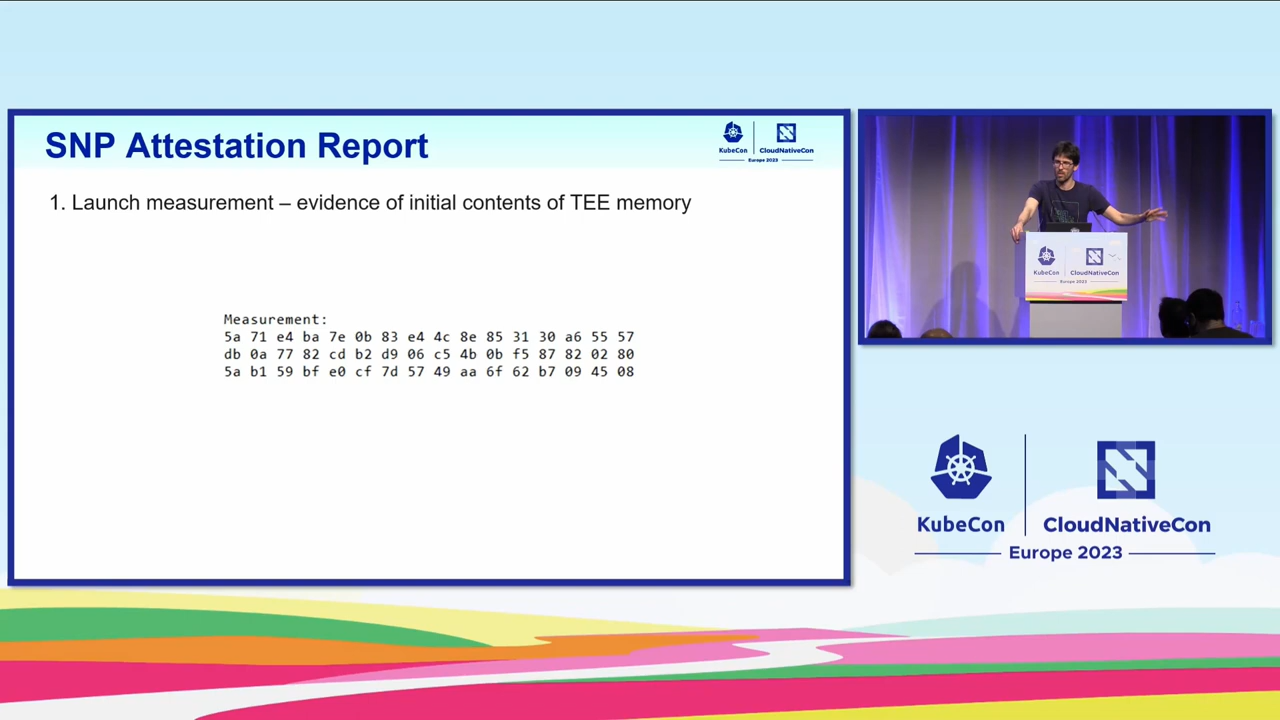 SNP Attestation Report
KubeCon
CloudNativeCon
Europe 2023
1. Launch measurement – evidence of initial contents of TEE memory
Measurement:
5a 71 e4 ba 7e 0b 83 e4 4c 8e 85 31 30 a6 55 57
db 0a 77 82 cd b2 d9 06 c5 4b 0b f5 87 82 02 80
5a b1 59 bf e0 cf 7d 57 49 aa 6f 62 b7 09 45 08
KubeCon
CloudNativeCon
Europe 2023
KubeCon
CloudNativeCon
Europe 2023